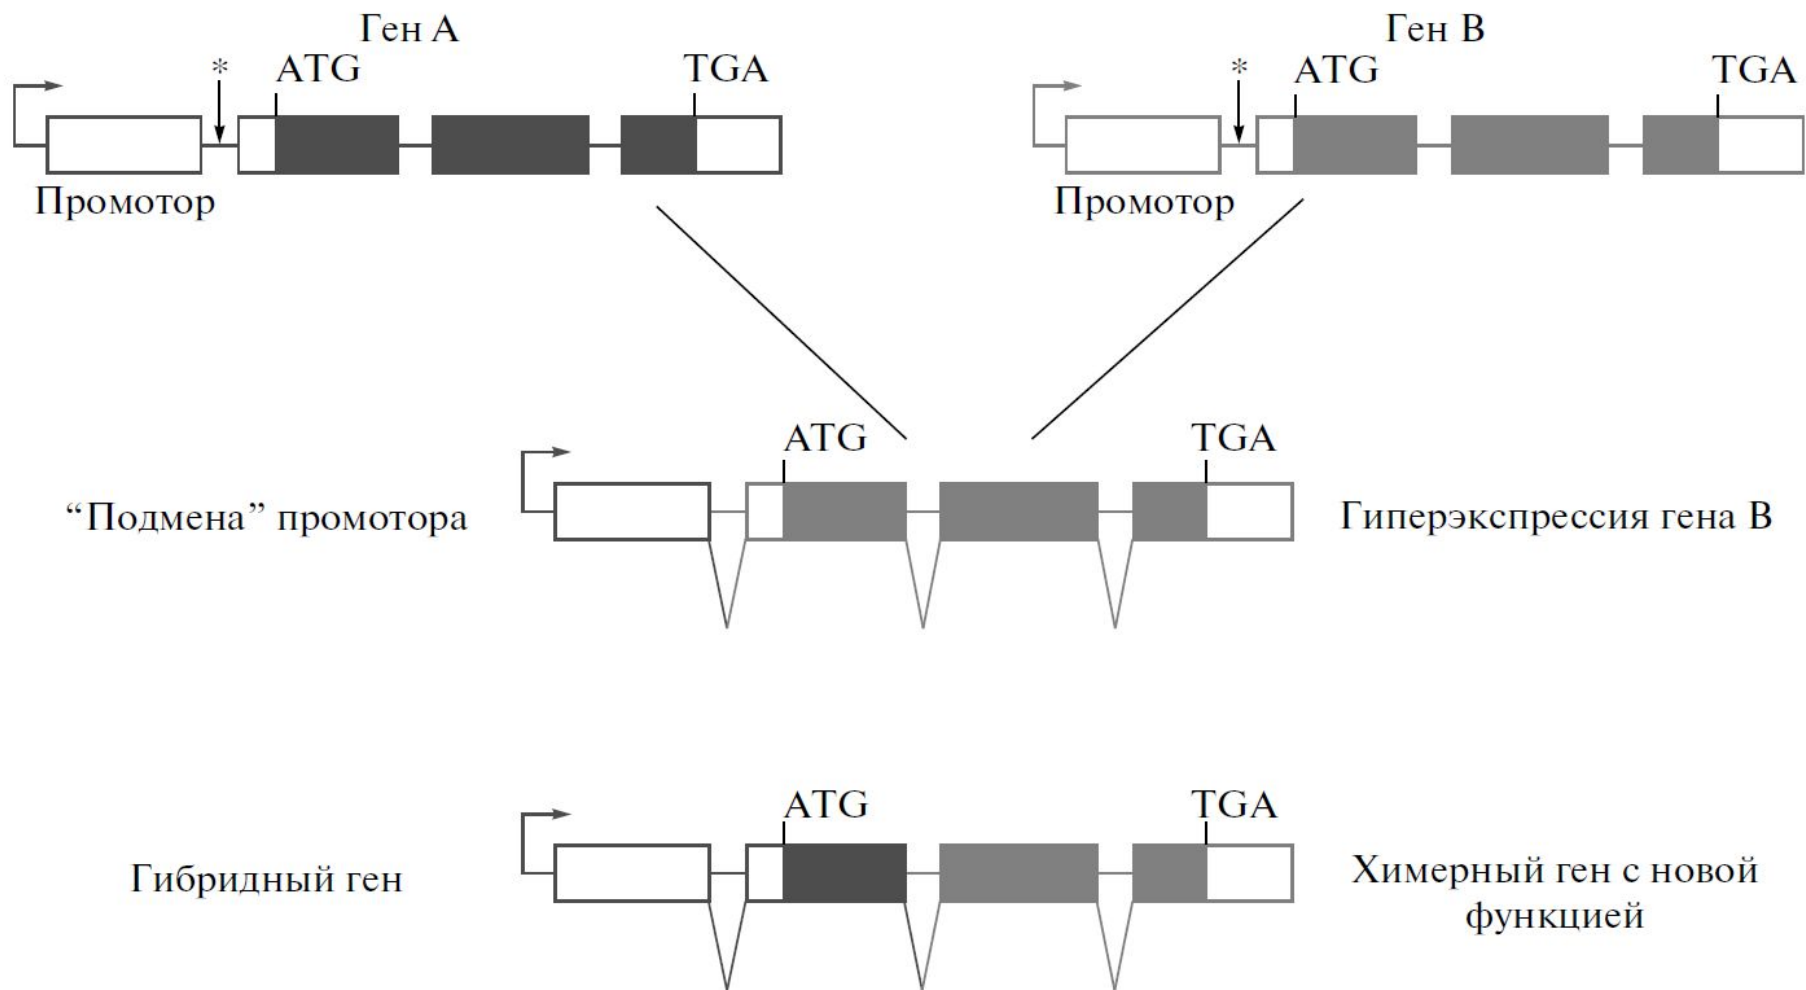 Ген А
Ген В
* ATG TGA
* ATG TGA
Промотор
Промотор
ATG TGA
“Подмена” промотора
Гиперэкспрессия гена В
ATG TGA
Гибридный ген
Химерный ген с новой
функцией